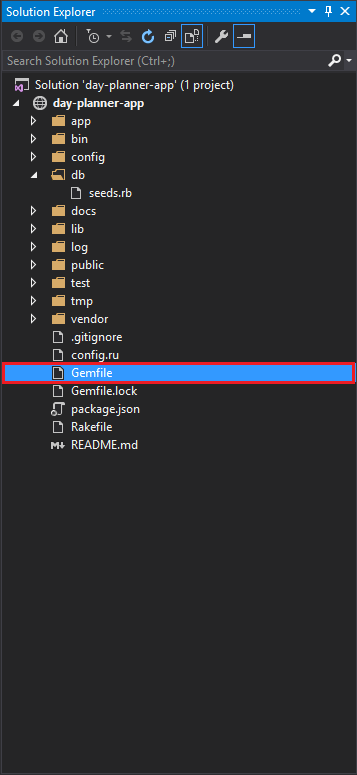 Solution Explorer
Search Solution Explorer (Ctrl+;)
Solution 'day-planner-app' (1 project)
day-planner-app
app
bin
config
db
seeds.rb
docs
lib
log
public
test
tmp
vendor
.gitignore
config.ru
Gemfile
Gemfile.lock
package.json
Rakefile
README.md